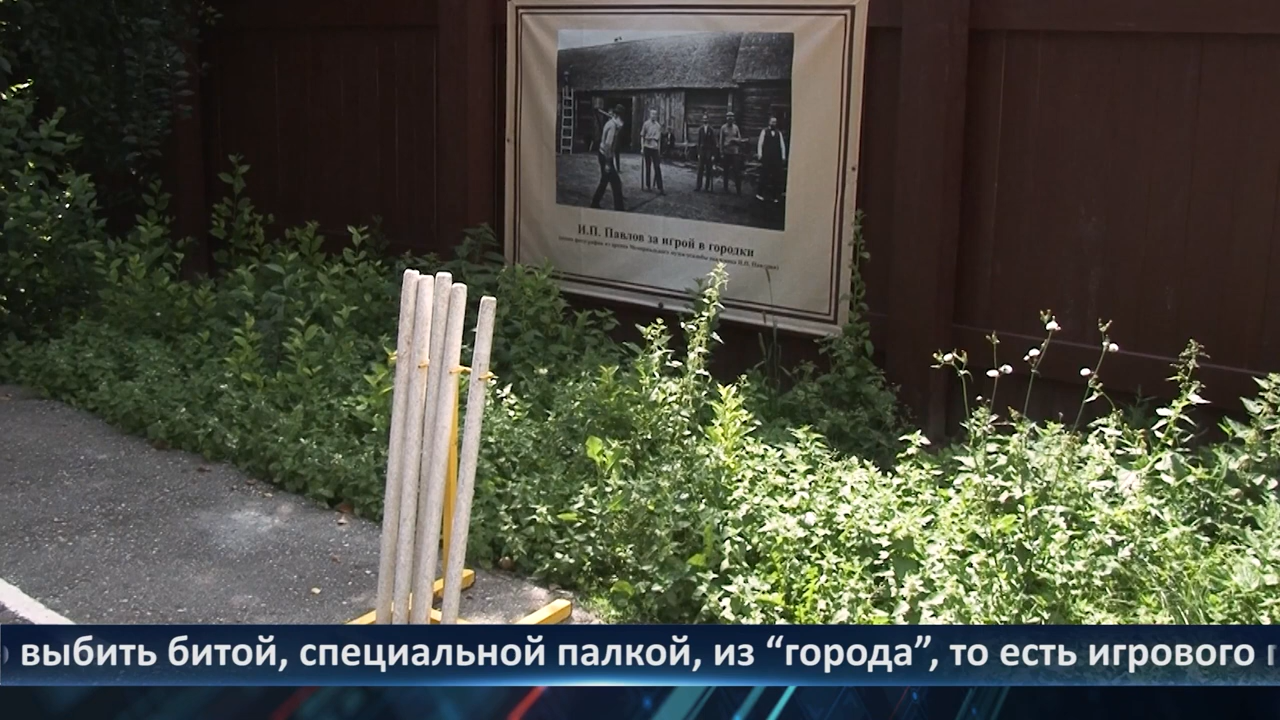 И.П. Павлов за игрой в городки
выбить битой, специальной палкой, из “города”, то есть игрового